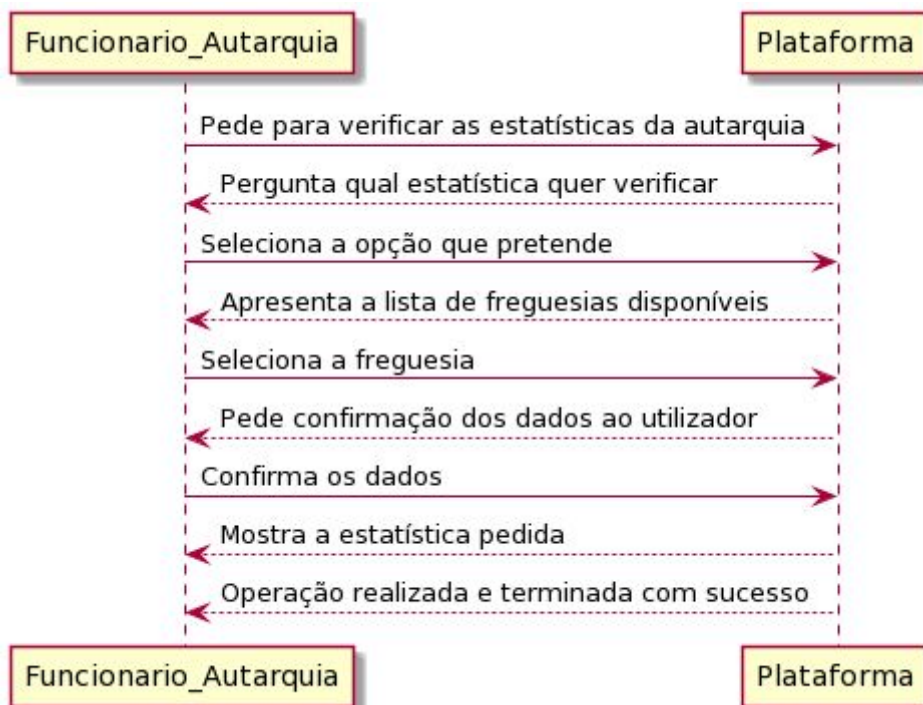 Funcionario_Autarquia
Plataforma
Pede para verificar as estatísticas da autarquia
Pergunta qual estatística quer verificar
Seleciona a opção que pretende
Apresenta a lista de freguesias disponíveis
Seleciona a freguesia
Pede confirmação dos dados ao utilizador
Confirma os dados
Mostra a estatística pedida
Operação realizada e terminada com sucesso
Funcionario_Autarquia
Plataforma